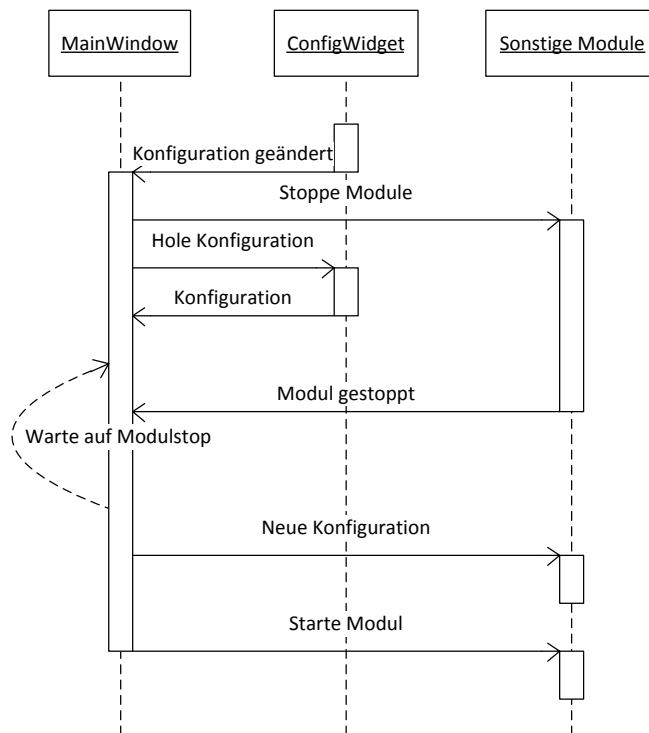 MainWindow
ConfigWidget
Sonstige Module
Konfiguration geändert
Stoppe Module
Hole Konfiguration
Konfiguration
Modul gestoppt
Warte auf Modulstop
Neue Konfiguration
Starte Modul